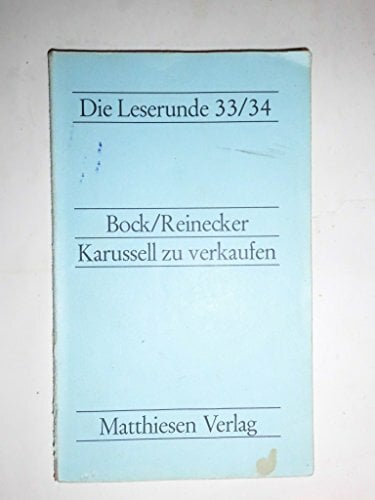 Die Leserunde 33/34
Bock/Reinecker
Karussell zu verkaufen
Matthiesen Verlag